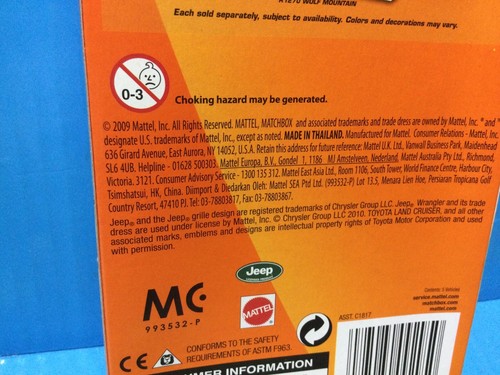 K1270 WOLF MOUNTAIN
Each sold separately, subject to availability. Colors and decorations may vary.
0-3
Choking hazard may be generated.
© 2009 Mattel, Inc. All Rights Reserved. MATTEL, MATCHBOX and associated trademarks and trade dress are owned by Mattel, Inc. ® and ™
designate U.S. trademarks of Mattel, Inc., except as noted. MADE IN THAILAND. Manufactured for Mattel. Consumer Relations - Mattel, Inc.
636 Girard Avenue, East Aurora, NY 14052, U.S.A. Retain this address for future reference: Mattel U.K. Ltd., Vanwall Business Park, Maidenhead
SL6 4UB. Helpline - 01628 500303. Mattel Europa, B.V., Gondel 1, 1186 MJ Amstelveen, Nederland. Mattel Australia Pty Ltd., Richmond,
Victoria. 3121. Consumer Advisory Service - 1300 135 312. Mattel East Asia Ltd., Room 1106, South Tower, World Finance Centre, Harbour City,
Tsimshatsui, HK, China. Diimport & Diedarkan Oleh: Mattel SEA Ptd Ltd. (993532-P) Lot 13.5, Menara Lien Hoe, Persiaran Tropicana Golf
Country Resort, 47410 PJ. Tel: 03-78803817, Fax: 03-78803867.
Jeep® and the Jeep® grille design are registered trademarks of Chrysler Group LLC. Jeep®, Wrangler and its trade
dress are used under license by Mattel, Inc. © Chrysler Group LLC 2010. TOYOTA LAND CRUISER, and all other
associated marks, emblems and designs are intellectual property rights of Toyota Motor Corporation and used
with permission.
Jeep
MC
993532-P
MATTEL
Contents: 5 Vehicles
service.mattel.com
matchbox.com
mattel.com
ASST. C1817
CE
CONFORMS TO THE SAFETY
REQUIREMENTS OF ASTM F963.
MER INFORMATION